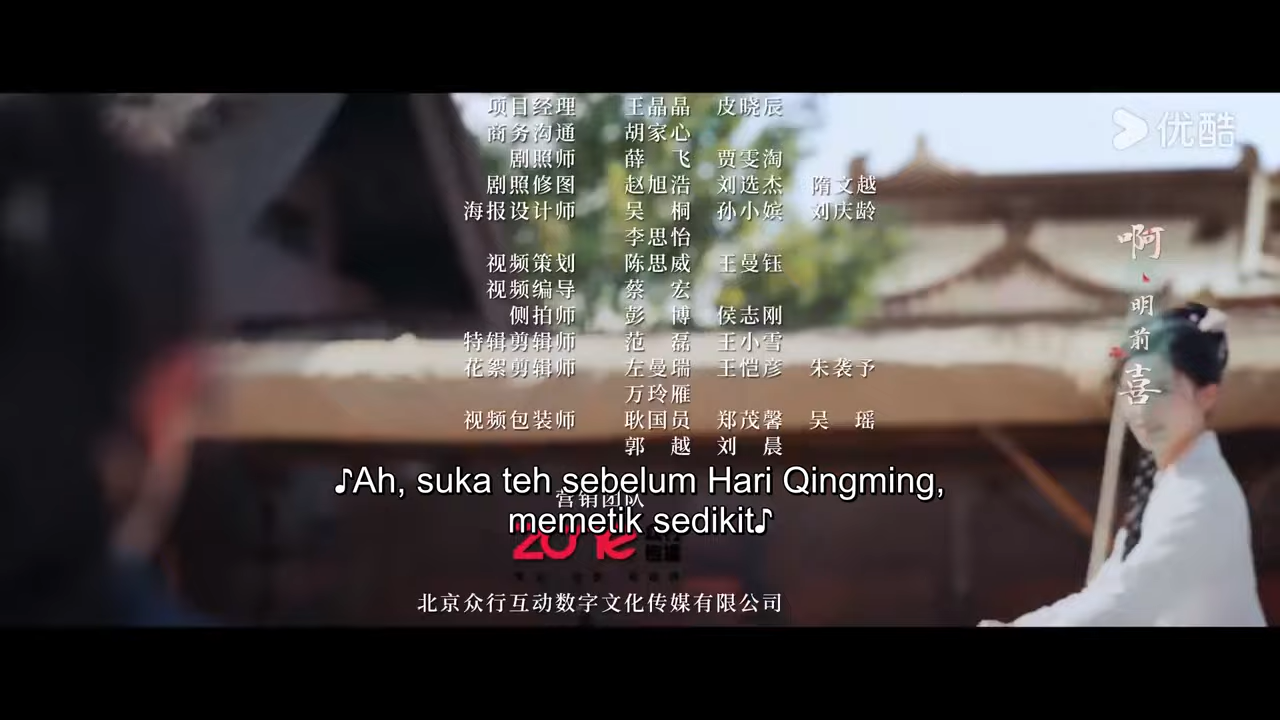 项目经理 王晶晶 皮晓辰
商务沟通 胡家心
剧照师 薛 飞 贾雯淘
剧照修图 赵旭浩 刘选杰 隋文越
海报设计师 吴 桐 孙小嫔 刘庆龄
李思怡
视频策划 陈思威 王曼钰
视频编导 蔡 宏
侧拍师 彭 博 侯志刚
特辑剪辑师 范 磊 王小雪
花絮剪辑师 左曼瑞 王恺彦 朱袭予
万玲雁
视频包装师 耿国员 郑茂馨 吴 瑶
郭 越 刘 晨
♪Ah, suka teh sebelum Hari Qingming,
营销团队
memetik sedikit♪
北京众行互动数字文化传媒有限公司
优酷
啊
明前
喜